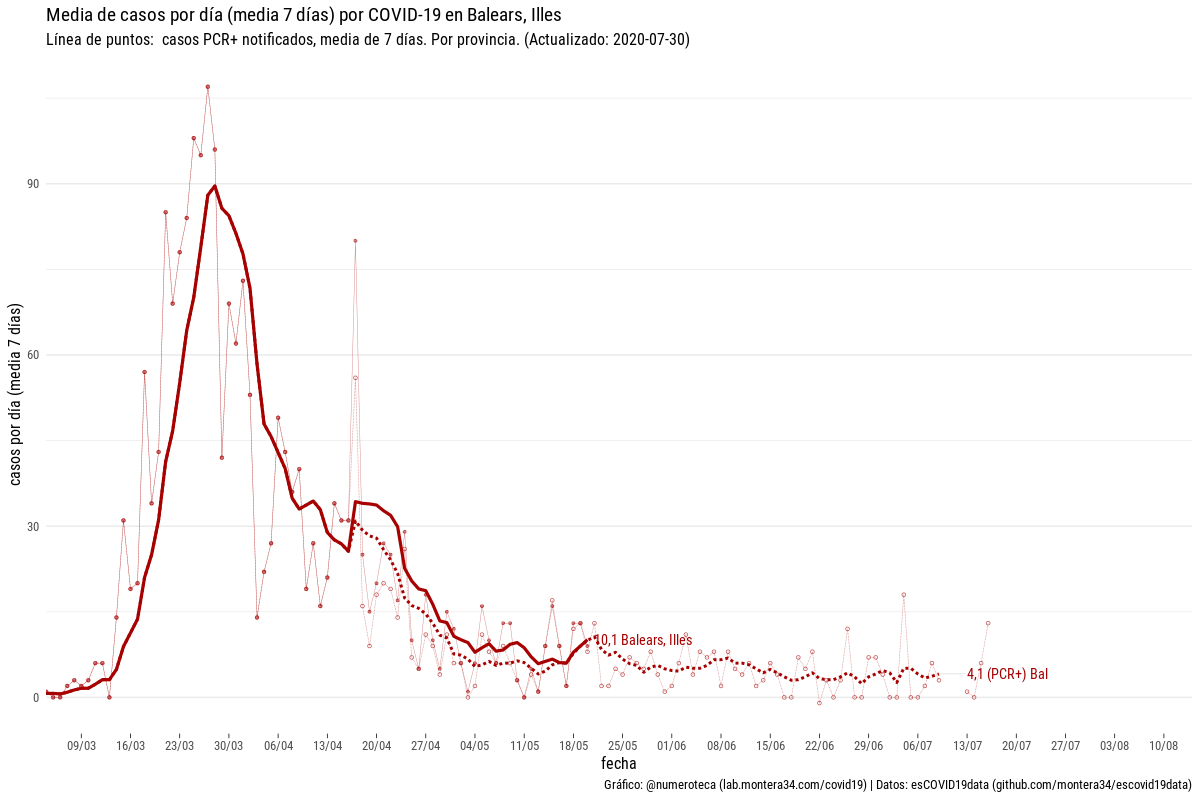 Media de casos por día (media 7 días) por COVID-19 en Balears, Illes
Línea de puntos:  casos PCR+ notificados, media de 7 días. Por provincia. (Actualizado: 2020-07-30)
casos por día (media 7 días)
90
60
30
0
10,1 Balears, Illes
4,1 (PCR+) Bal
09/03 16/03 23/03 30/03 06/04 13/04 20/04 27/04 04/05 11/05 18/05 25/05 01/06 08/06 15/06 22/06 29/06 06/07 13/07 20/07 27/07 03/08 10/08
fecha
Gráfico: @numeroteca (lab.montera34.com/covid19) | Datos: esCOVID19data (github.com/montera34/escovid19data)